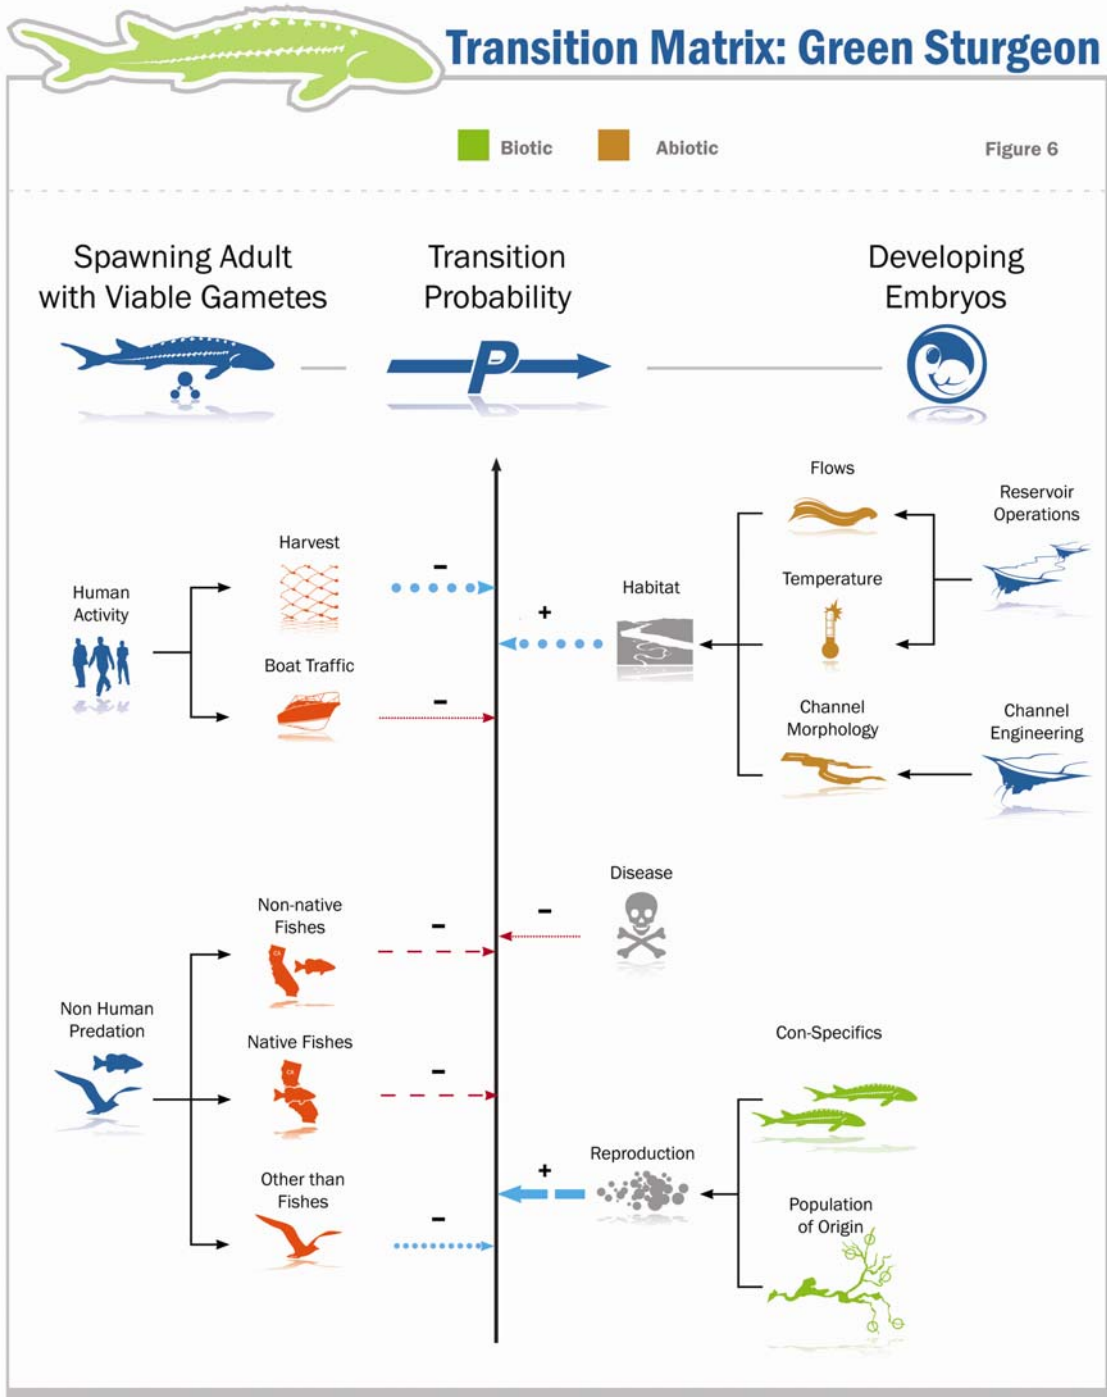 Transition Matrix: Green Sturgeon
Biotic
Abiotic
Figure 6
Spawning Adult
with Viable Gametes
Transition
Probability
P
Developing
Embryos
Flows
Reservoir
Operations
Harvest
-
Human
Activity
Habitat
+
Temperature
Boat Traffic
-
Channel
Morphology
Channel
Engineering
Disease
-
Non-native
Fishes
CA
-
Non Human
Predation
Native Fishes
CA
-
Con-Specifics
Other than
Fishes
-
Reproduction
+
Population
of Origin